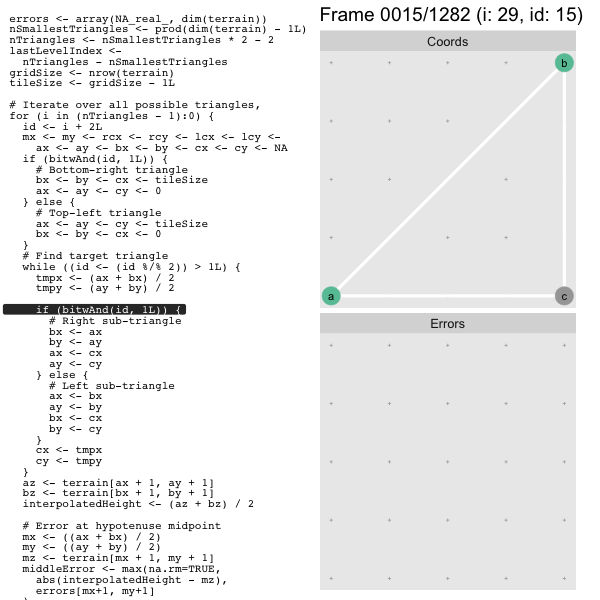 errors <- array(NA_real_, dim(terrain))
nSmallestTriangles <- prod(dim(terrain) - 1L)
nTriangles <- nSmallestTriangles * 2 - 2
lastLevelIndex <-
  nTriangles - nSmallestTriangles
gridSize <- nrow(terrain)
tileSize <- gridSize - 1L

# Iterate over all possible triangles,
for (i in (nTriangles - 1):0) {
  id <- i + 2L
  mx <- my <- rcx <- rcy <- lcx <- lcy <-
    ax <- ay <- bx <- by <- cx <- cy <- NA
  if (bitwAnd(id, 1L)) {
    # Bottom-right triangle
    bx <- by <- cx <- tileSize
    ax <- ay <- cy <- 0
  } else {
    # Top-left triangle
    ax <- ay <- cy <- tileSize
    bx <- by <- cx <- 0
  }
  # Find target triangle
  while ((id <- (id %/% 2)) > 1L) {
    tmpx <- (ax + bx) / 2
    tmpy <- (ay + by) / 2

    if (bitwAnd(id, 1L)) {
      # Right sub-triangle
      bx <- ax
      by <- ay
      ax <- cx
      ay <- cy
    } else {
      # Left sub-triangle
      ax <- bx
      ay <- by
      bx <- cx
      by <- cy
    }
    cx <- tmpx
    cy <- tmpy
  }
  az <- terrain[ax + 1, ay + 1]
  bz <- terrain[bx + 1, by + 1]
  interpolatedHeight <- (az + bz) / 2

  # Error at hypotenuse midpoint
  mx <- ((ax + bx) / 2)
  my <- ((ay + by) / 2)
  mz <- terrain[mx + 1, my + 1]
  middleError <- max(na.rm=TRUE,
    abs(interpolatedHeight - mz),
    errors[mx+1, my+1]
Frame 0015/1282 (i: 29, id: 15)
Coords
b
a
c
Errors